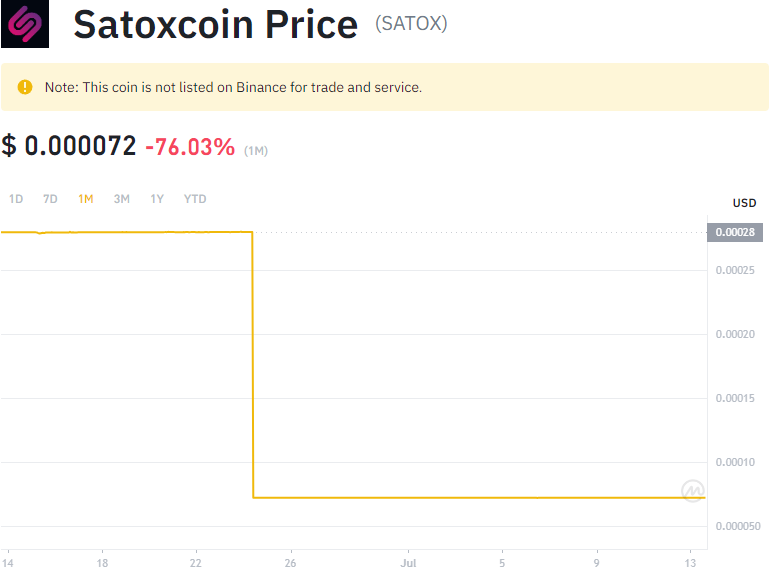 Satoxcoin Price (SATOX)
Note: This coin is not listed on Binance for trade and service.
$ 0.000072 -76.03% (1M)
1D 7D 1M 3M 1Y YTD
USD
0.00028
0.00025
0.00020
0.00015
0.00010
0.000050
14 18 22 26 Jul 5 9 13